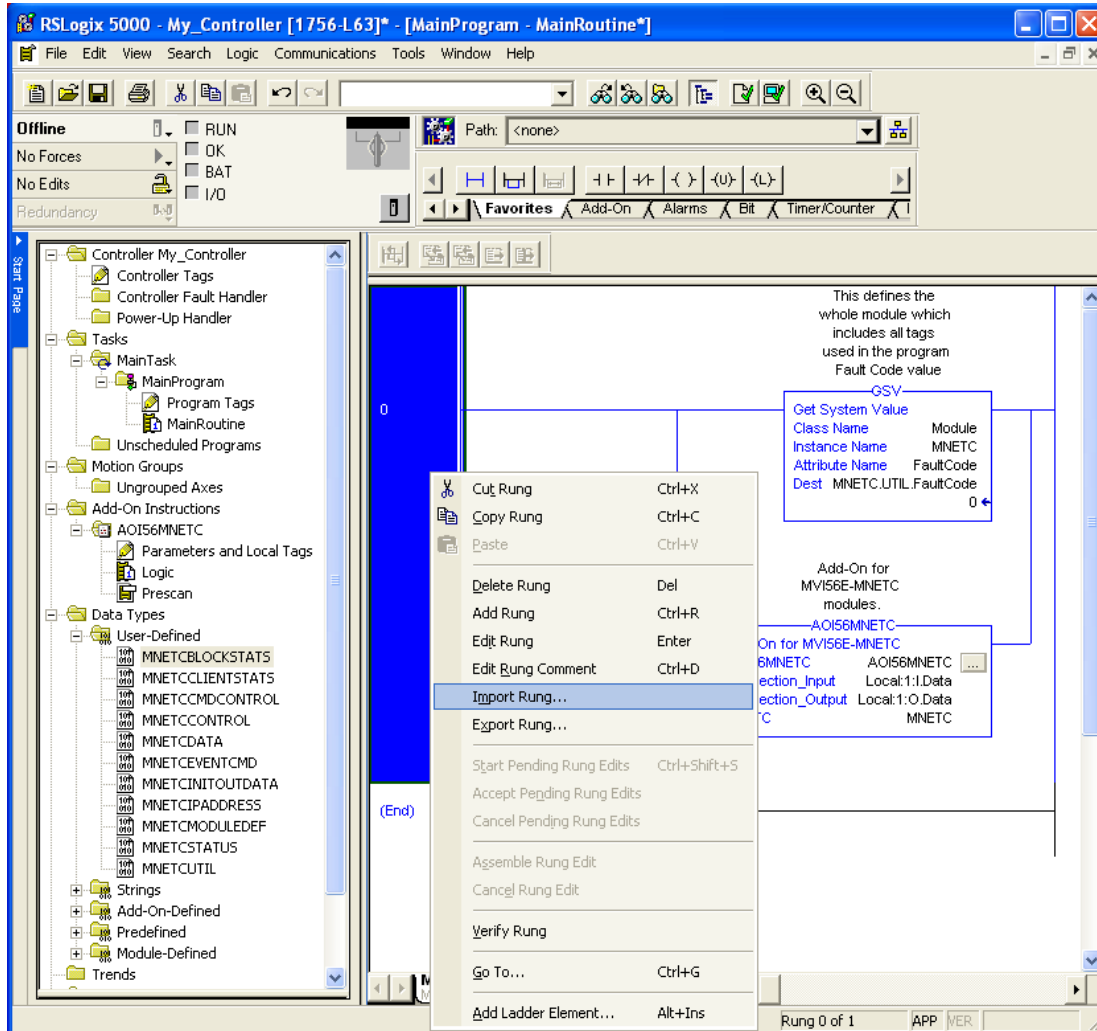 RSLogix 5000 - My_Controller [1756-L63]* - [MainProgram - MainRoutine*]
File Edit View Search Logic Communications Tools Window Help
Offline
RUN
No Forces
OK
No Edits
BAT
Redundancy
I/O
Path: <none>
Favorites Add-On Alarms Bit Timer/Counter
Start Page
Controller My_Controller
Controller Tags
Controller Fault Handler
Power-Up Handler
Tasks
MainTask
MainProgram
Program Tags
MainRoutine
Unscheduled Programs
Motion Groups
Ungrouped Axes
Add-On Instructions
AOI56MNETC
Parameters and Local Tags
Logic
Prescan
Data Types
User-Defined
MNETCBLOCKSTATS
MNETCCLIENTSTATS
MNETCCMDCONTROL
MNETCCONTROL
MNETCDATA
MNETCEVENTCMD
MNETCINITOUTDATA
MNETCIPADDRESS
MNETCMODULEDEF
MNETCSTATUS
MNETCUTIL
Strings
Add-On-Defined
Predefined
Module-Defined
Trends
This defines the
whole module which
includes all tags
used in the program
Fault Code value
GSV
0
Get System Value
Class Name Module
Instance Name MNETC
Attribute Name FaultCode
Dest MNETC.UTIL.FaultCode
0
Add-On for
MVI56E-MNETC
modules.
AOI56MNETC
On for MVI56E-MNETC
6MNETC AOI56MNETC ...
ection_Input Local:1:I.Data
ection_Output Local:1:O.Data
C MNETC
(End)
Cut Rung Ctrl+X
Copy Rung Ctrl+C
Paste Ctrl+V
Delete Rung Del
Add Rung Ctrl+R
Edit Rung Enter
Edit Rung Comment Ctrl+D
Import Rung...
Export Rung...
Start Pending Rung Edits Ctrl+Shift+S
Accept Pending Rung Edits
Cancel Pending Rung Edits
Assemble Rung Edit
Cancel Rung Edit
Verify Rung
Go To... Ctrl+G
Add Ladder Element... Alt+Ins
Rung 0 of 1 APP VER